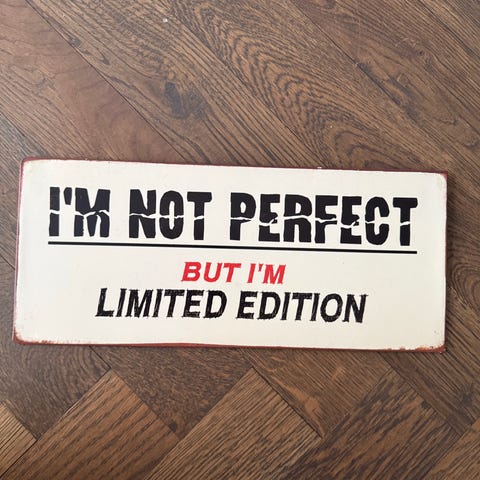 I'M NOT PERFECT
BUT I'M
LIMITED EDITION